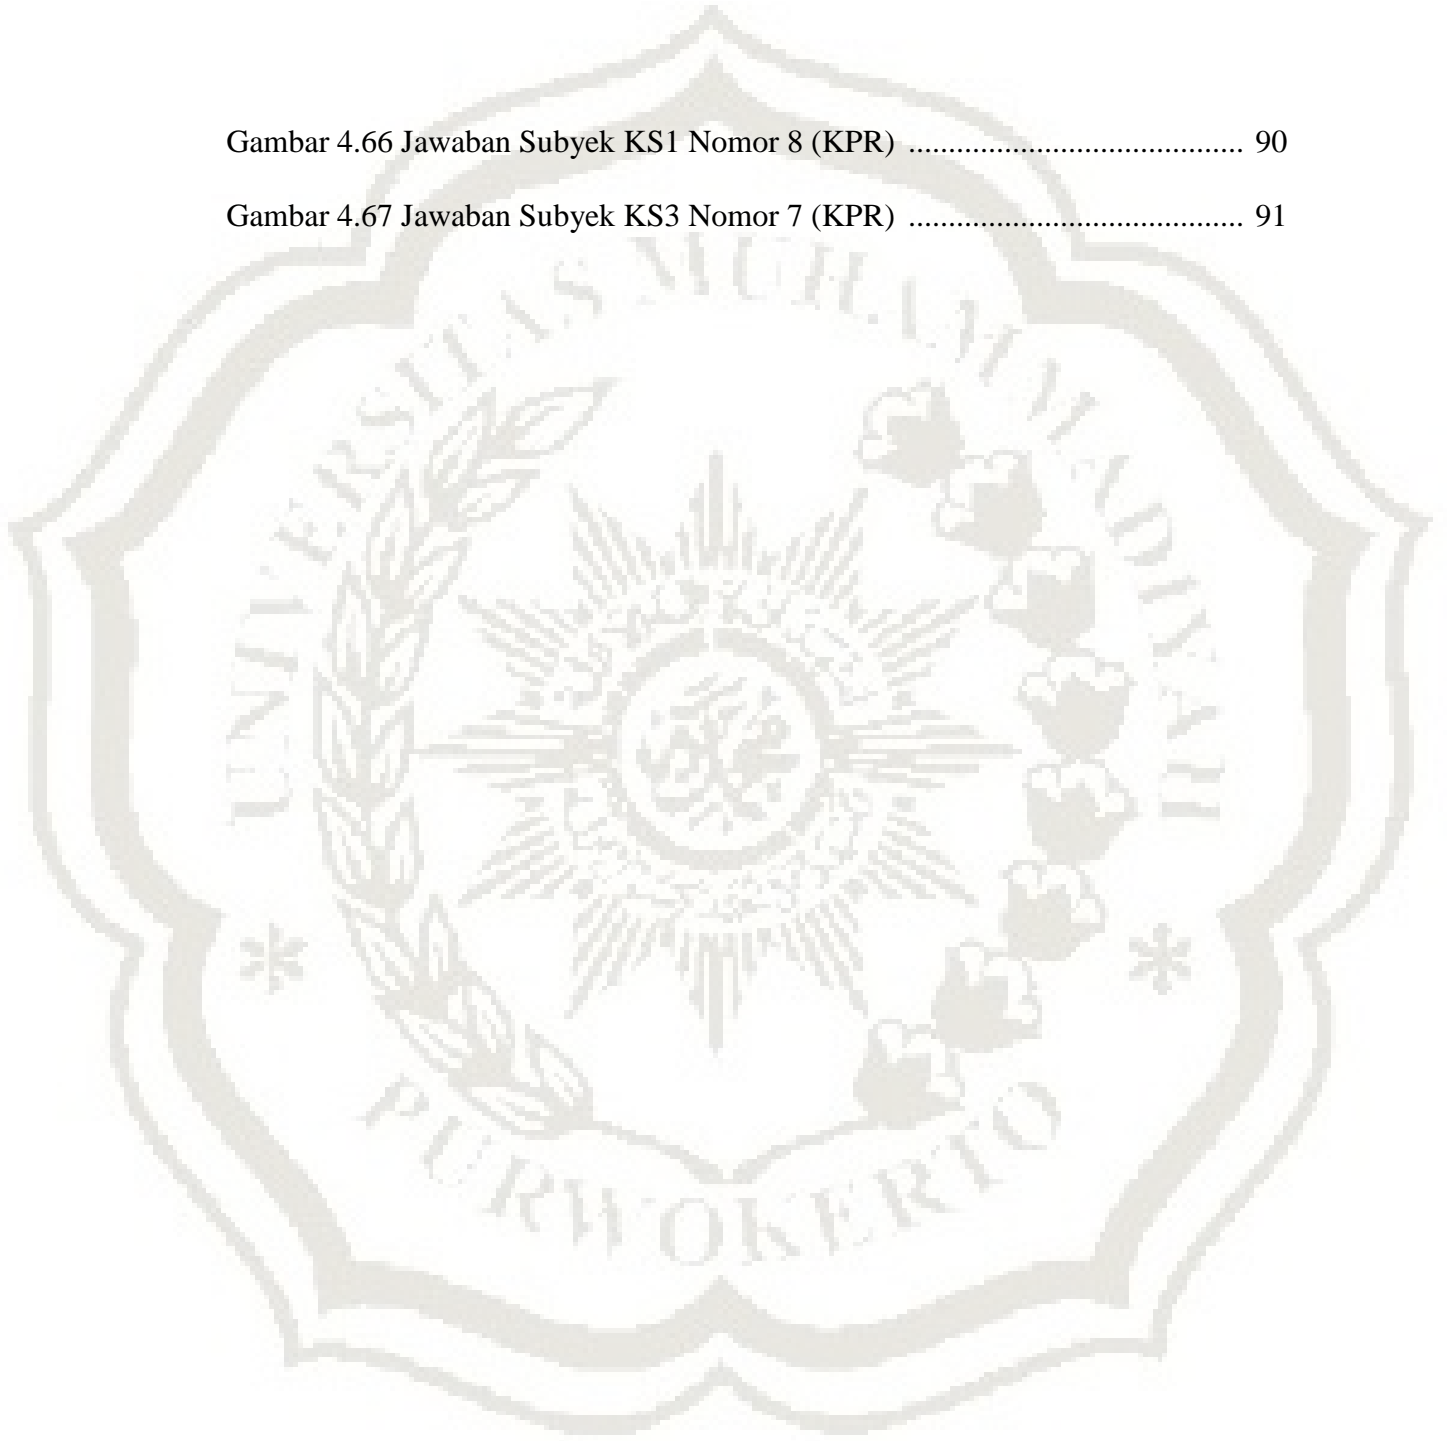 Gambar 4.66 Jawaban Subyek KS1 Nomor 8 (KPR) .......................................... 90
Gambar 4.67 Jawaban Subyek KS3 Nomor 7 (KPR) .......................................... 91
UNIVERSITAS MUHAMMADIYAH
PURWOKERTO